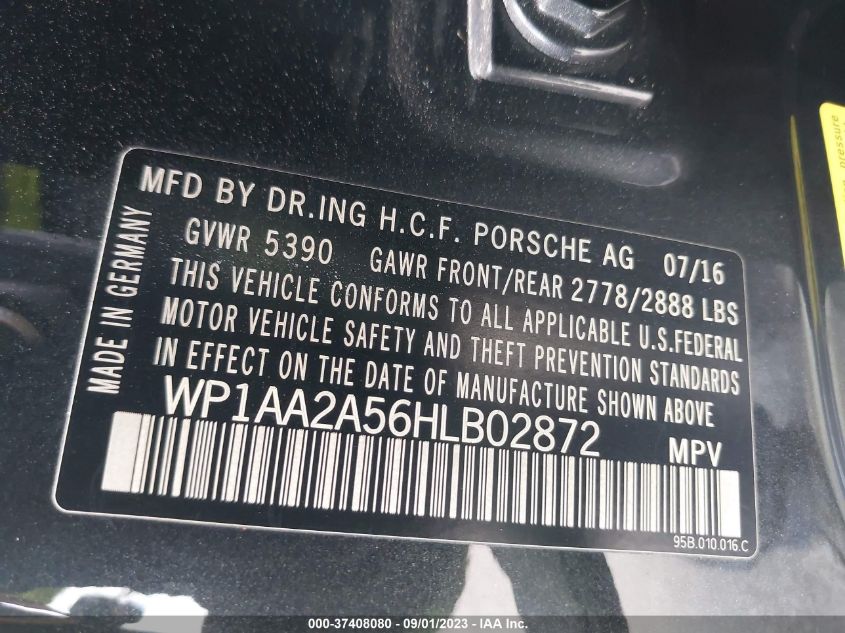 MFD BY DR.ING H.C.F. PORSCHE AG 07/16
GVWR 5390 GAWR FRONT/REAR 2778/2888 LBS
THIS VEHICLE CONFORMS TO ALL APPLICABLE U.S.FEDERAL
MOTOR VEHICLE SAFETY AND THEFT PREVENTION STANDARDS
IN EFFECT ON THE DATE OF MANUFACTURE SHOWN ABOVE
WP1AA2A56HLB02872 MPV
95B.010.016.C
MADE IN GERMANY
pressure
000-37408080 - 09/01/2023 - IAA Inc.